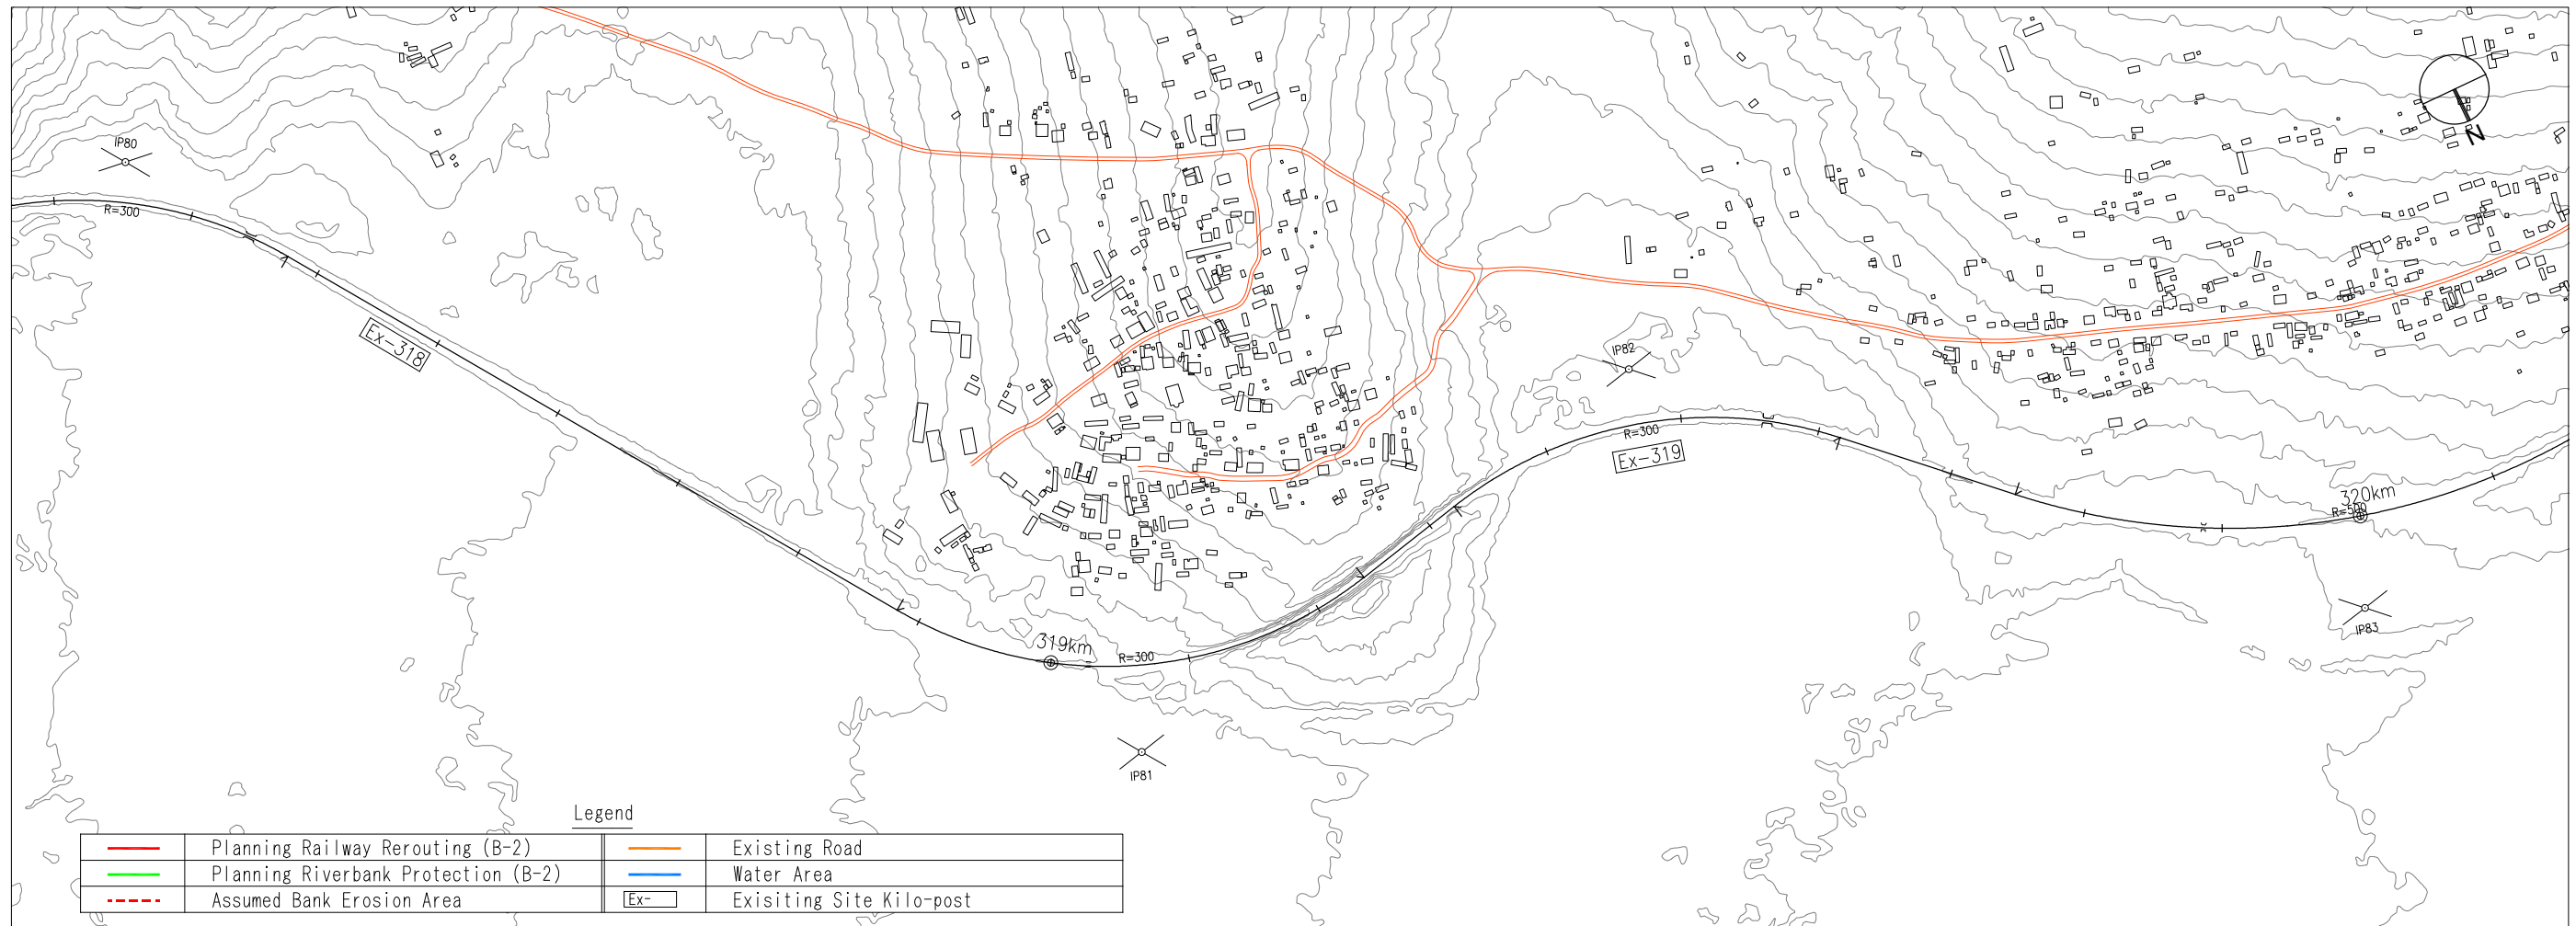 N
IP80
R=300
Ex-318
IP82
R=300
Ex-319
320km
R=500
319km
R=300
IP83
IP81
Legend
Planning Railway Rerouting (B-2)
Existing Road
Planning Riverbank Protection (B-2)
Water Area
Assumed Bank Erosion Area
Ex-
Exisiting Site Kilo-post